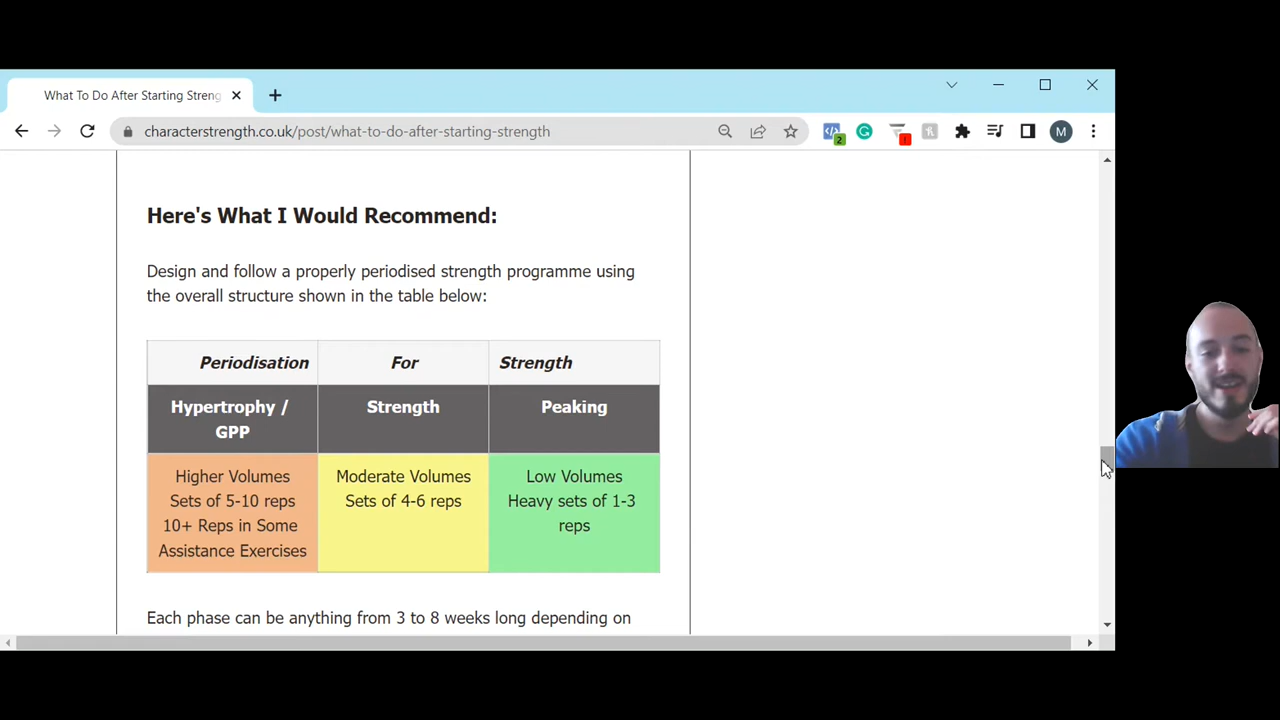 What To Do After Starting Streng
characterstrength.co.uk/post/what-to-do-after-starting-strength
2
!
M
Here's What I Would Recommend:
Design and follow a properly periodised strength programme using
the overall structure shown in the table below:
Periodisation For Strength
Hypertrophy /
GPP
Strength
Peaking
Higher Volumes
Sets of 5-10 reps
10+ Reps in Some
Assistance Exercises
Moderate Volumes
Sets of 4-6 reps
Low Volumes
Heavy sets of 1-3
reps
Each phase can be anything from 3 to 8 weeks long depending on